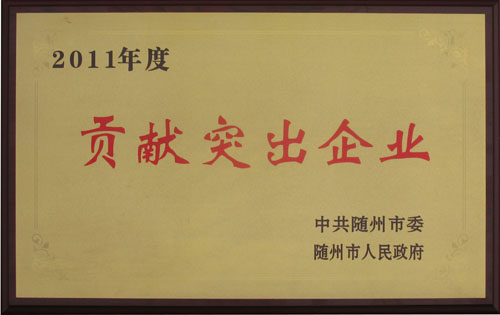 2011年度
贡献突出企业
中共随州市委
随州市人民政府